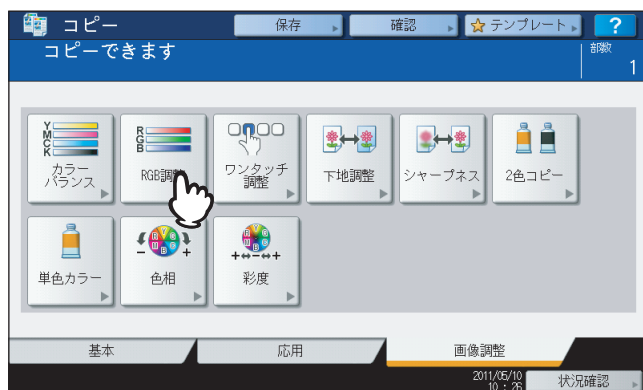 コピー
保存
確認
テンプレート
?
コピーできます
部数
1
Y
M
C
K
カラー
バランス
R
G
B
RGB調整
ワンタッチ
調整
下地調整
シャープネス
2色コピー
単色カラー
色相
彩度
基本
応用
画像調整
2011/05/10
10 : 26
状況確認